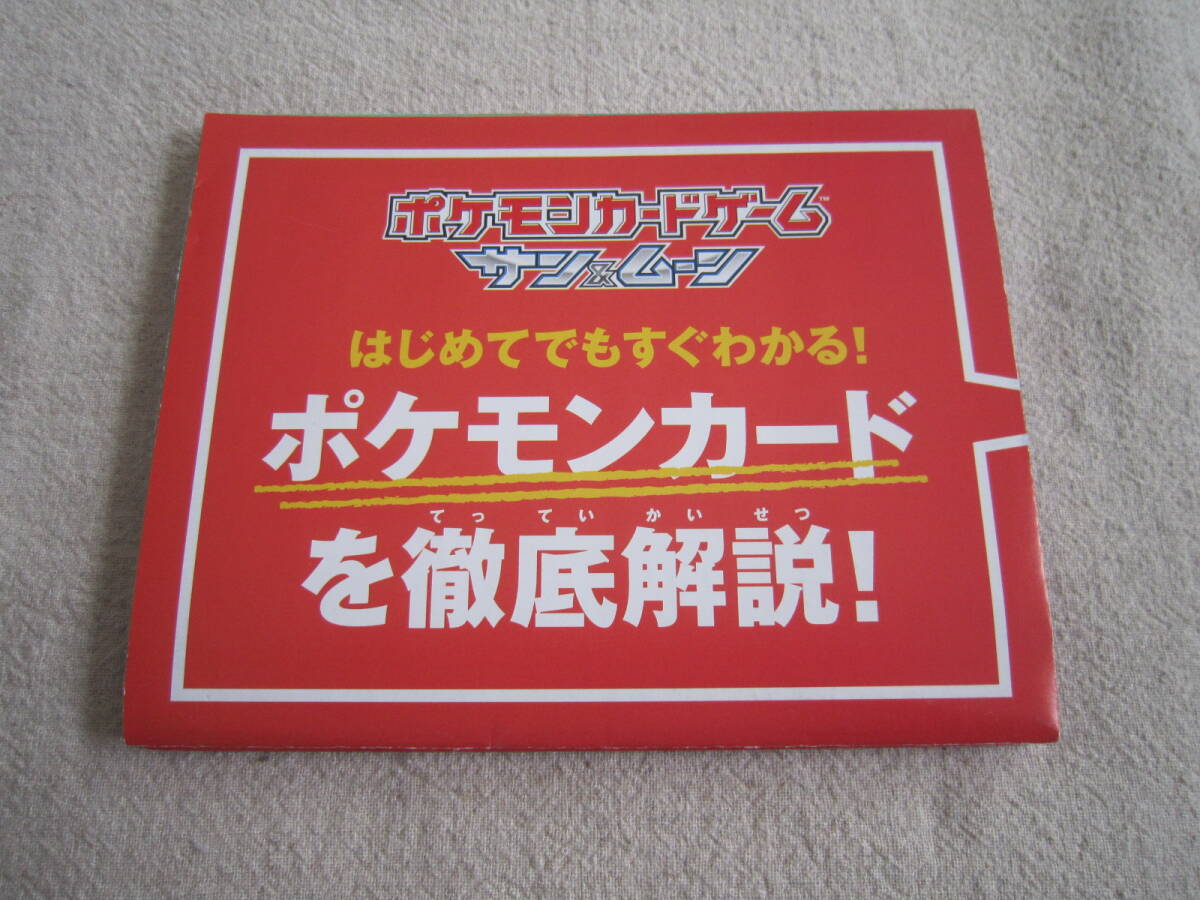 ポケモンカードゲーム™
サン&ムーン
はじめてでもすぐわかる!
ポケモンカード
てっ てい かい せつ
を徹底解説!